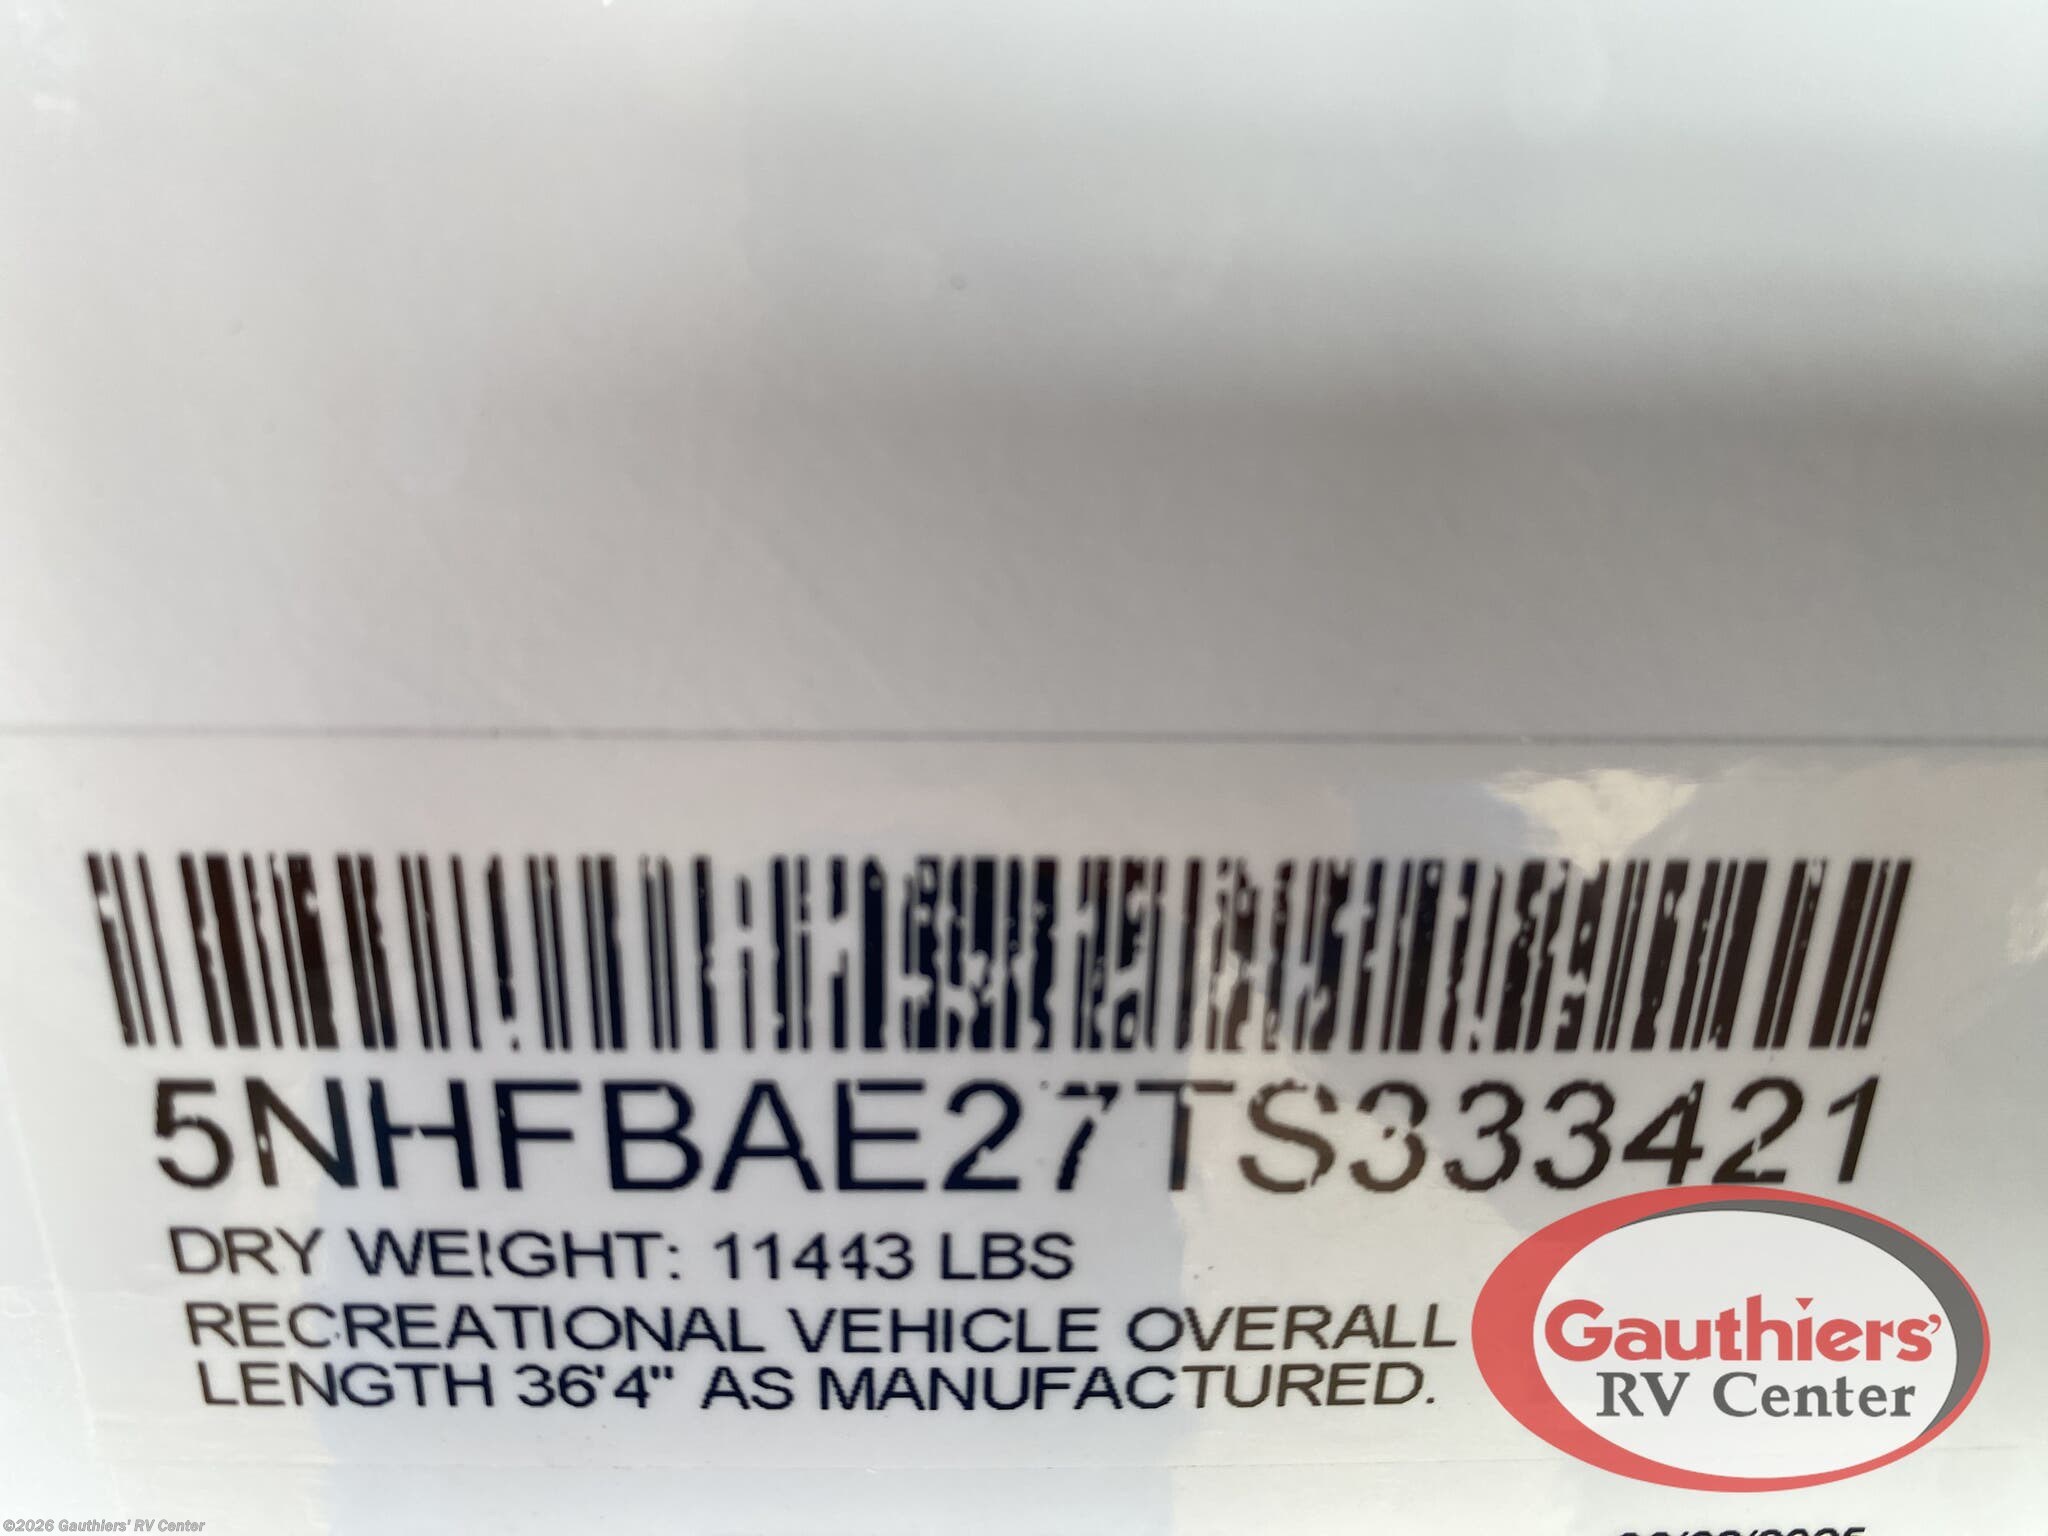 5NHFBAE27TS333421
DRY WEIGHT: 11443 LBS
RECREATIONAL VEHICLE OVERALL
LENGTH 36'4" AS MANUFACTURED.
Gauthiers'
RV Center
©2026 Gauthiers' RV Center